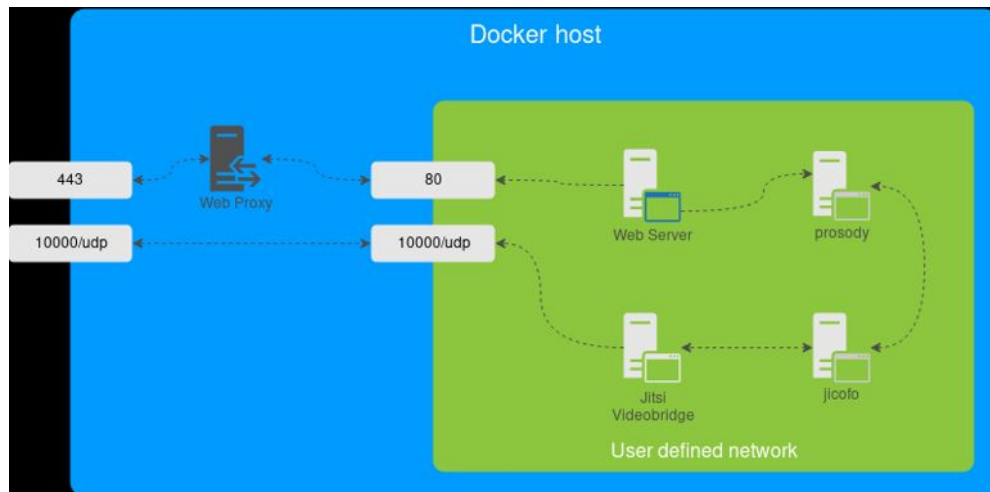 Docker host
443
Web Proxy
80
10000/udp
10000/udp
Web Server
prosody
Jitsi
Videobridge
jicofo
User defined network